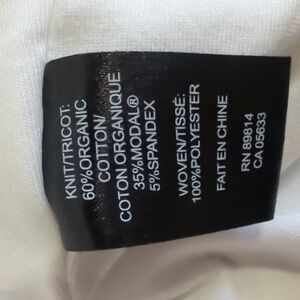 KNIT/TRICOT:
60%ORGANIC
COTTON/
COTON ORGANIQUE
35%MODAL®
5%SPANDEX
WOVEN/TISSÉ:
100%POLYESTER
FAIT EN CHINE
RN 89814
CA 05633